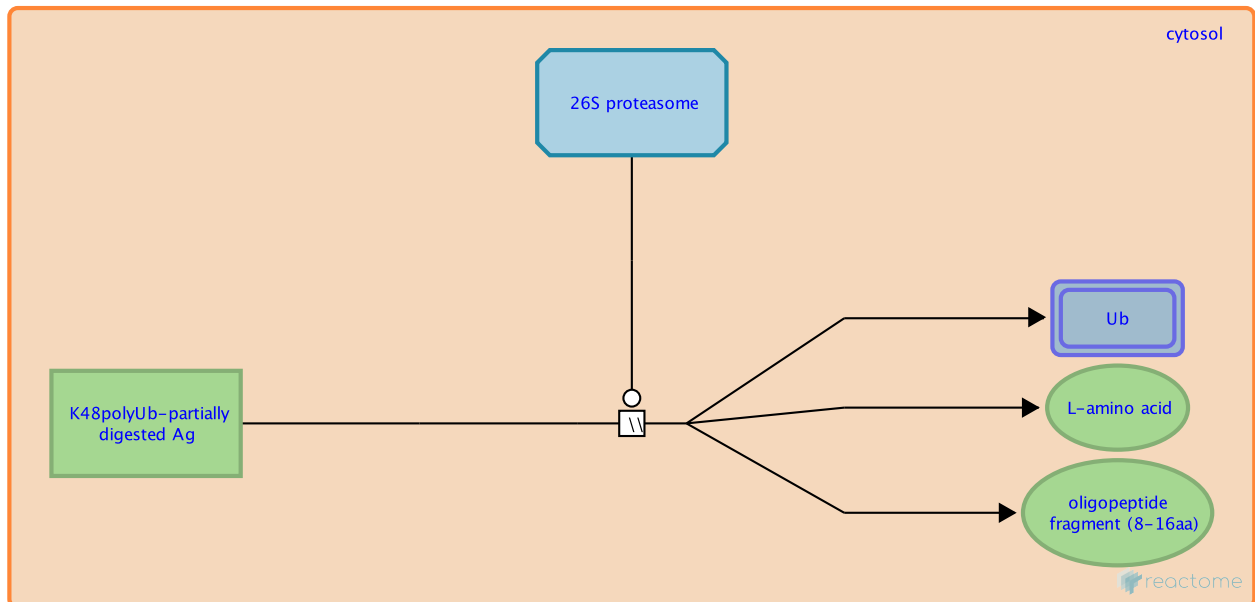 cytosol
26S proteasome
Ub
K48polyUb-partially
digested Ag
\\
L-amino acid
oligopeptide
fragment (8-16aa)
reactome